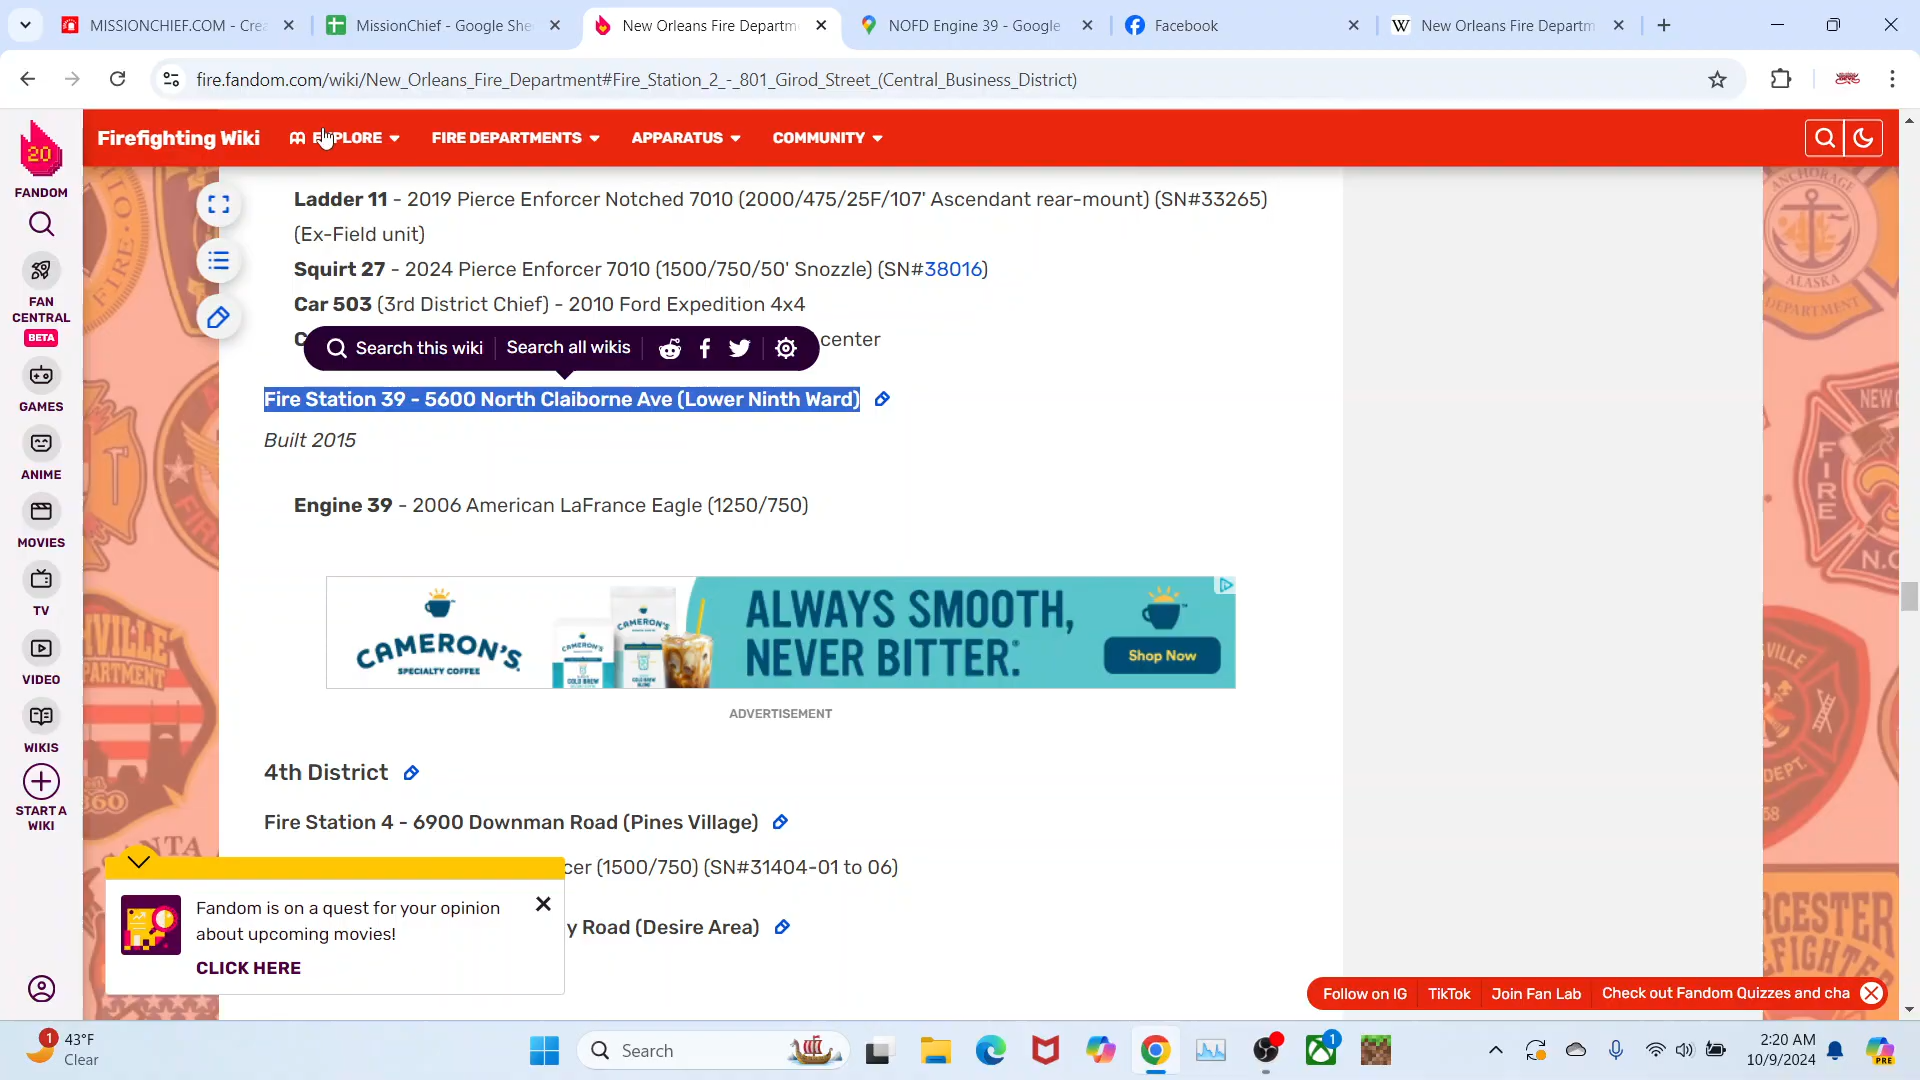 MISSIONCHIEF.COM - Crea
MissionChief - Google She
New Orleans Fire Departm
NOFD Engine 39 - Google
Facebook
New Orleans Fire Departm
fire.fandom.com/wiki/New_Orleans_Fire_Department#Fire_Station_2_-_801_Girod_Street_(Central_Business_District)
Firefighting Wiki
EXPLORE
FIRE DEPARTMENTS
APPARATUS
COMMUNITY
20
FANDOM
FAN
CENTRAL
BETA
GAMES
ANIME
MOVIES
TV
VIDEO
WIKIS
START A
WIKI
Ladder 11 - 2019 Pierce Enforcer Notched 7010 (2000/475/25F/107' Ascendant rear-mount) (SN#33265)
(Ex-Field unit)
Squirt 27 - 2024 Pierce Enforcer 7010 (1500/750/50' Snozzle) (SN#38016)
Car 503 (3rd District Chief) - 2010 Ford Expedition 4x4
C
center
Search this wiki
Search all wikis
Fire Station 39 - 5600 North Claiborne Ave (Lower Ninth Ward)
Built 2015
Engine 39 - 2006 American LaFrance Eagle (1250/750)
CAMERON'S
SPECIALTY COFFEE
ALWAYS SMOOTH,
NEVER BITTER:
Shop Now
ADVERTISEMENT
4th District
Fire Station 4 - 6900 Downman Road (Pines Village)
cer (1500/750) (SN#31404-01 to 06)
y Road (Desire Area)
Fandom is on a quest for your opinion
about upcoming movies!
CLICK HERE
Follow on IG
TikTok
Join Fan Lab
Check out Fandom Quizzes and cha
1
43°F
Clear
Search
1
2:20 AM
10/9/2024
PRE